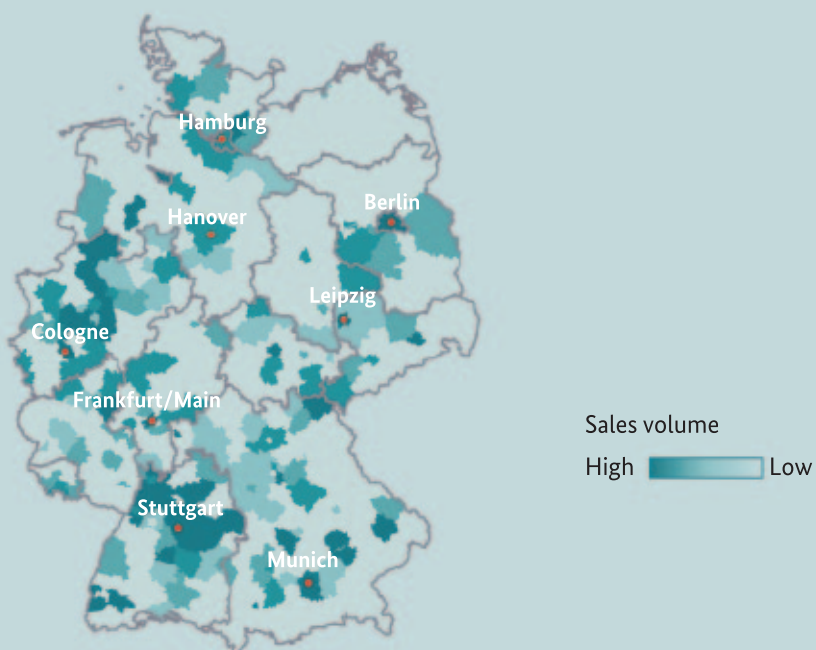 Hamburg
Berlin
Hanover
Leipzig
Cologne
Frankfurt/Main
Sales volume
High Low
Stuttgart
Munich